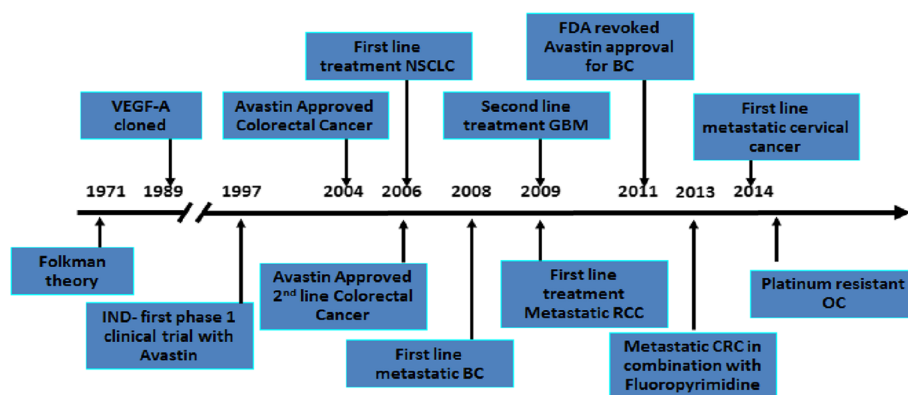 FDA revoked
Avastin approval
for BC
First line
treatment NSCLC
VEGF-A
cloned
Avastin Approved
Colorectal Cancer
Second line
treatment GBM
First line
metastatic cervical
cancer
1971 1989 1997 2004 2006 2008 2009 2011 2013 2014
Folkman
theory
IND- first phase 1
clinical trial with
Avastin
Avastin Approved
2nd line Colorectal
Cancer
First line
metastatic BC
First line
treatment
Metastatic RCC
Metastatic CRC in
combination with
Fluoropyrimidine
Platinum resistant
OC